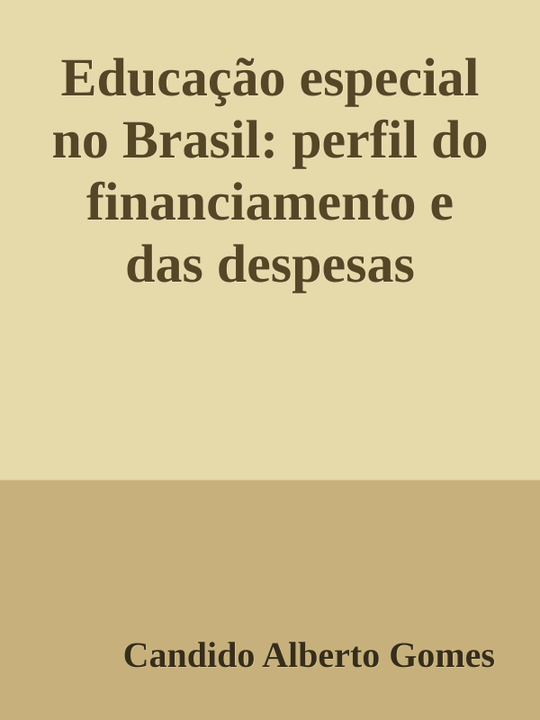 Educação especial
no Brasil: perfil do
financiamento e
das despesas
Candido Alberto Gomes